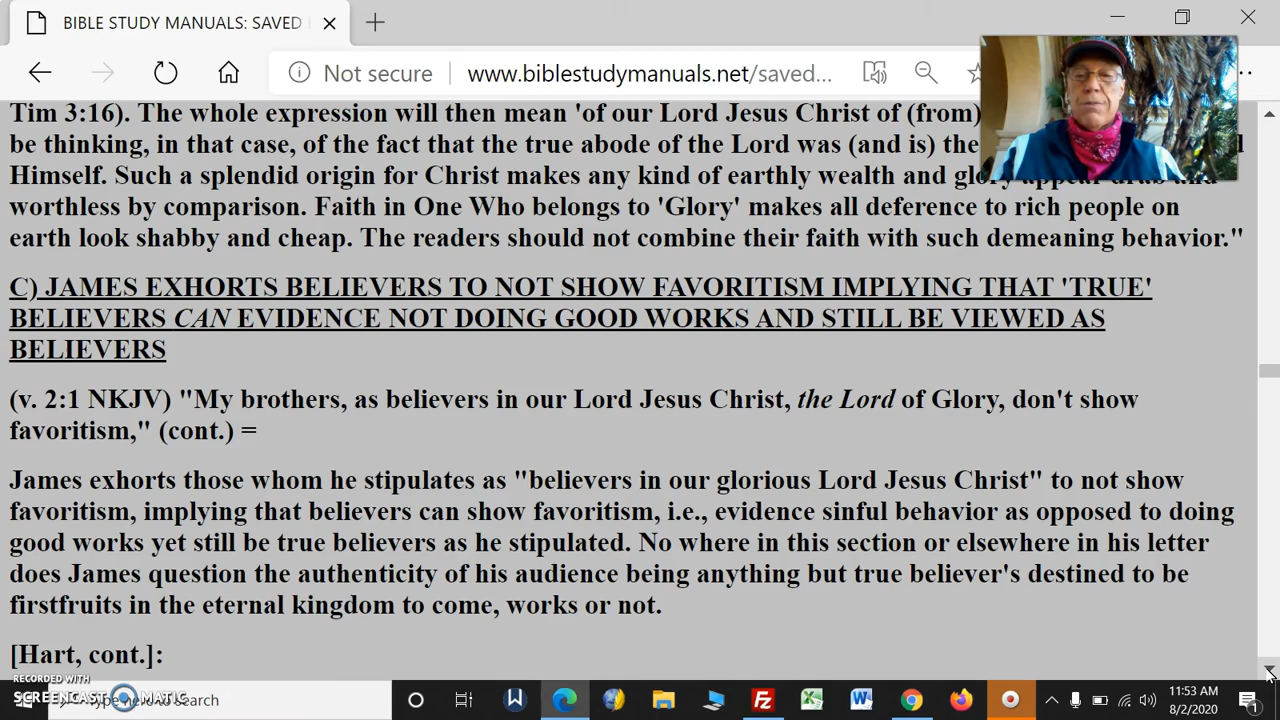 BIBLE STUDY MANUALS: SAVED
Not secure
www.biblestudymanuals.net/saved...
Tim 3:16). The whole expression will then mean 'of our Lord Jesus Christ of (from)
be thinking, in that case, of the fact that the true abode of the Lord was (and is) the
Himself. Such a splendid origin for Christ makes any kind of earthly wealth and glory appear drab and
worthless by comparison. Faith in One Who belongs to 'Glory' makes all deference to rich people on
earth look shabby and cheap. The readers should not combine their faith with such demeaning behavior."
C) JAMES EXHORTS BELIEVERS TO NOT SHOW FAVORITISM IMPLYING THAT 'TRUE'
BELIEVERS CAN EVIDENCE NOT DOING GOOD WORKS AND STILL BE VIEWED AS
BELIEVERS
(v. 2:1 NKJV) "My brothers, as believers in our Lord Jesus Christ, the Lord of Glory, don't show
favoritism," (cont.) =
James exhorts those whom he stipulates as "believers in our glorious Lord Jesus Christ" to not show
favoritism, implying that believers can show favoritism, i.e., evidence sinful behavior as opposed to doing
good works yet still be true believers as he stipulated. No where in this section or elsewhere in his letter
does James question the authenticity of his audience being anything but true believer's destined to be
firstfruits in the eternal kingdom to come, works or not.
[Hart, cont.]:
RECORDED WITH
SCREENCAST MATIC
Type here to search
11:53 AM
8/2/2020
1